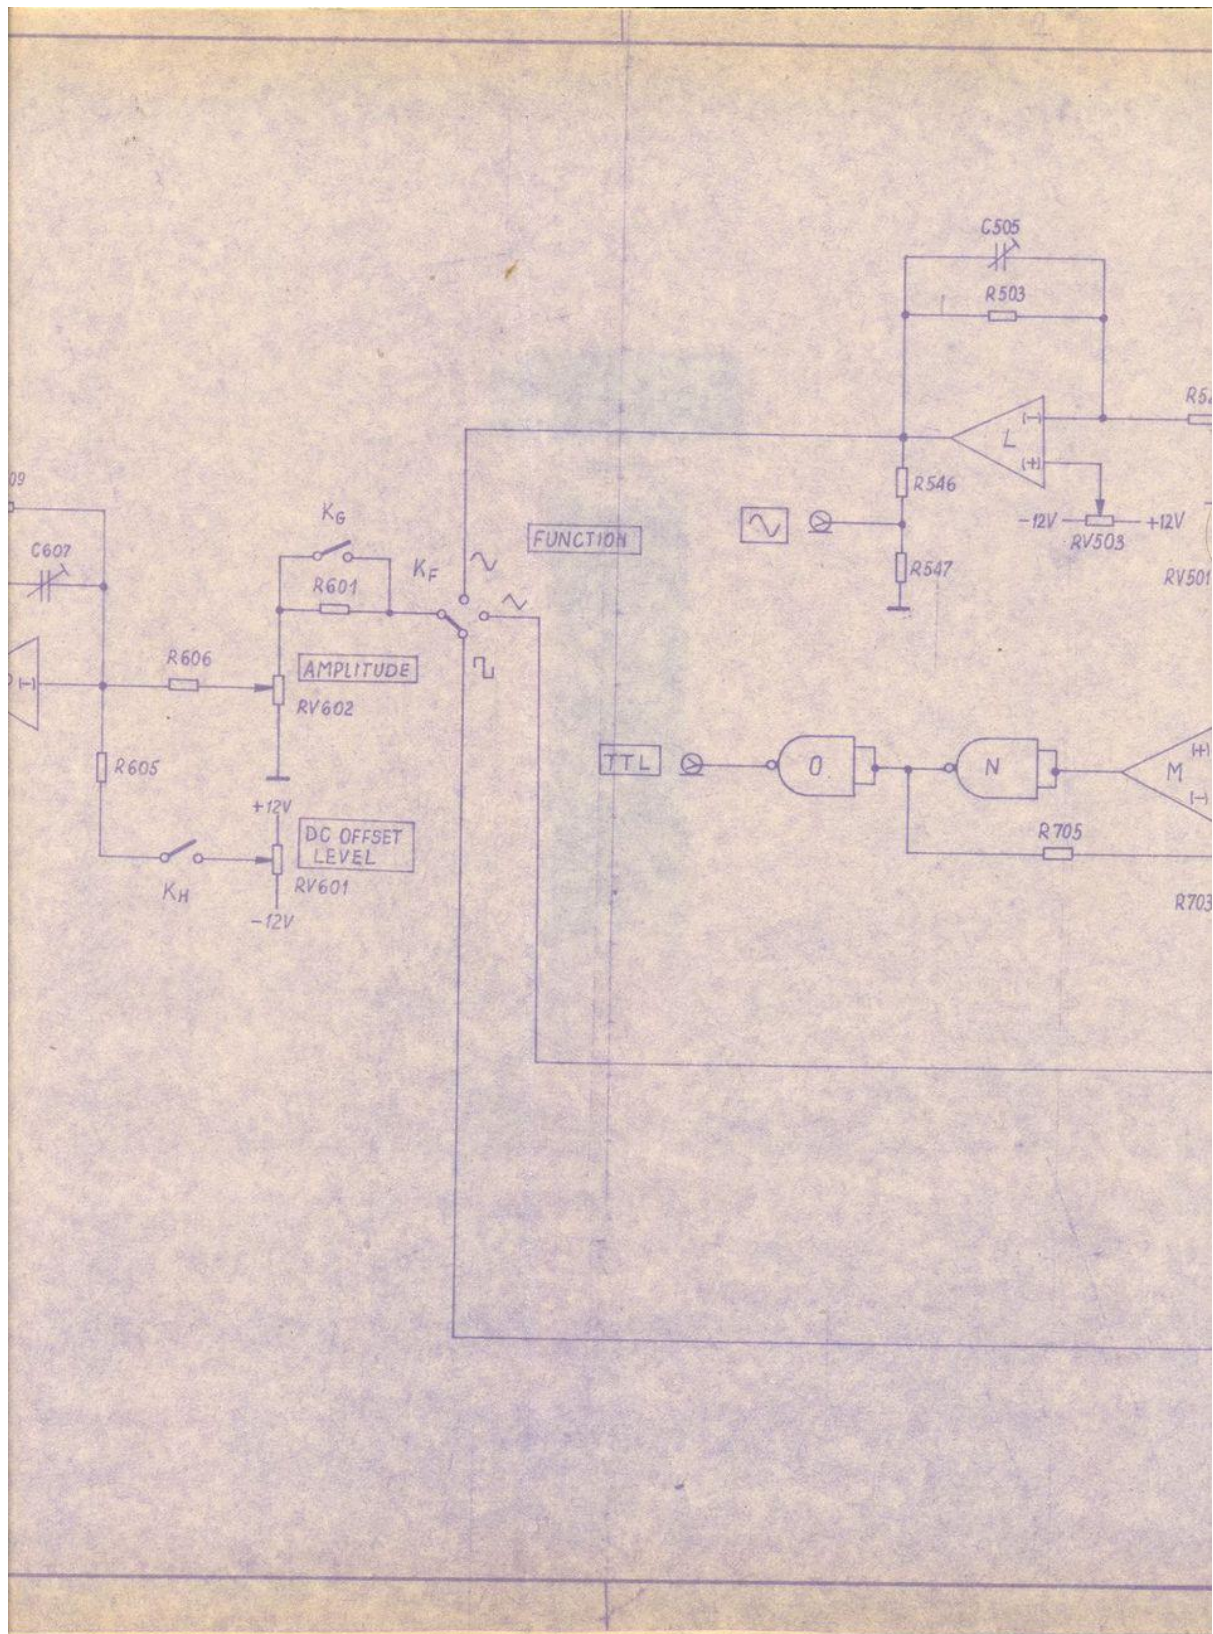 C505
R503
R52
L
(-)
(+)
R546
-12V
+12V
RV503
R547
RV501
09
C607
KG
R601
KF
FUNCTION
R606
AMPLITUDE
RV602
(-)
R605
+12V
DC OFFSET
LEVEL
RV601
-12V
KH
TTL
O
N
M
(+)
(-)
R705
R703